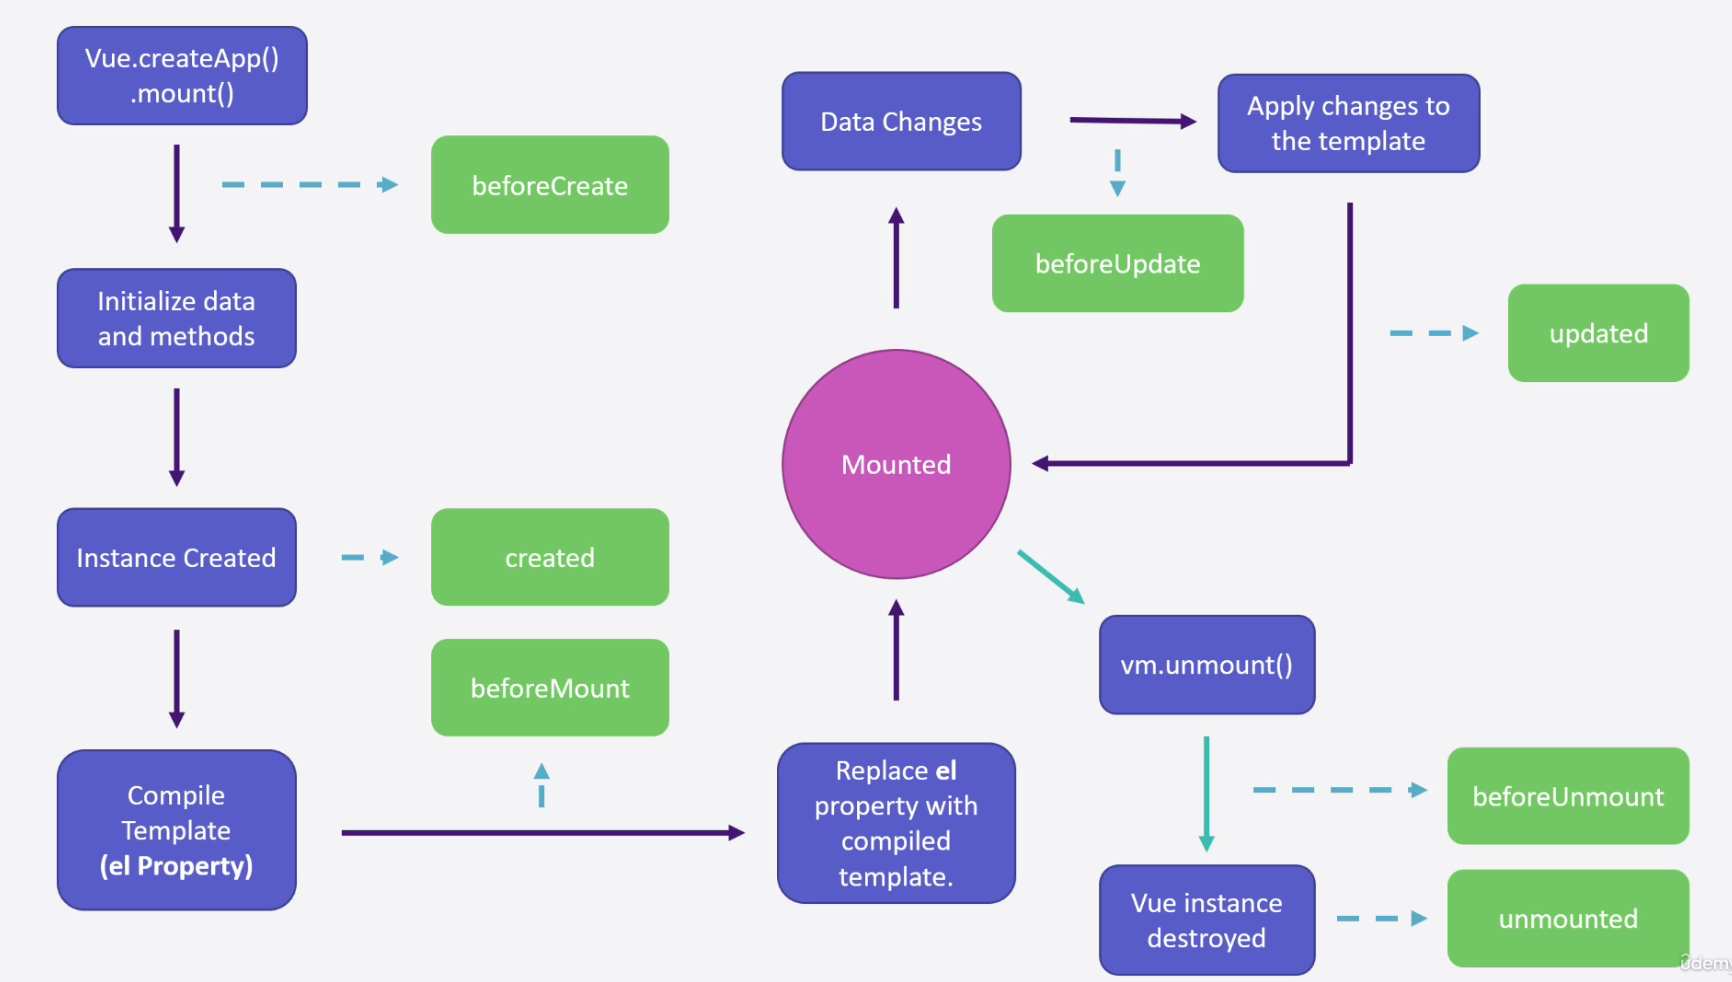 Vue.createApp()
.mount()
beforeCreate
Initialize data
and methods
Instance Created
created
beforeMount
Compile
Template
(el Property)
Replace el
property with
compiled
template.
Mounted
Data Changes
beforeUpdate
Apply changes to
the template
updated
vm.unmount()
beforeUnmount
Vue instance
destroyed
unmounted
ûdemy